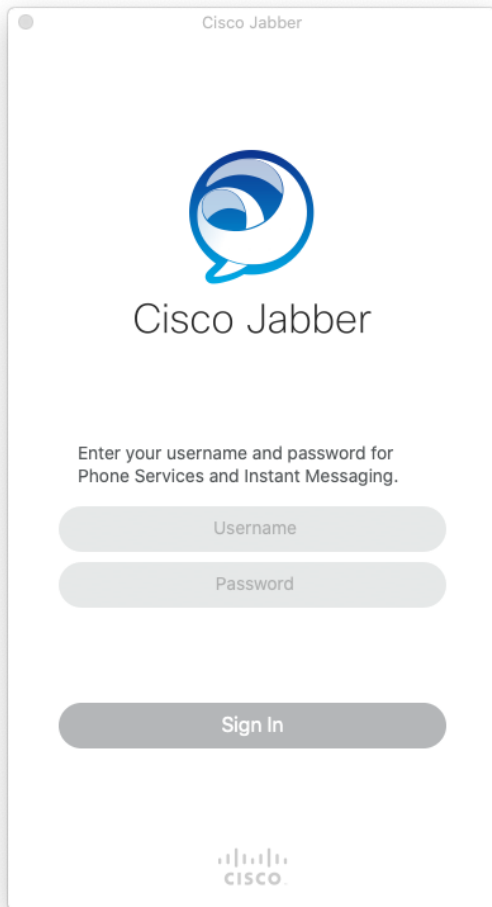 Cisco Jabber
Cisco Jabber
Enter your username and password for
Phone Services and Instant Messaging.
Username
Password
Sign In
CISCO